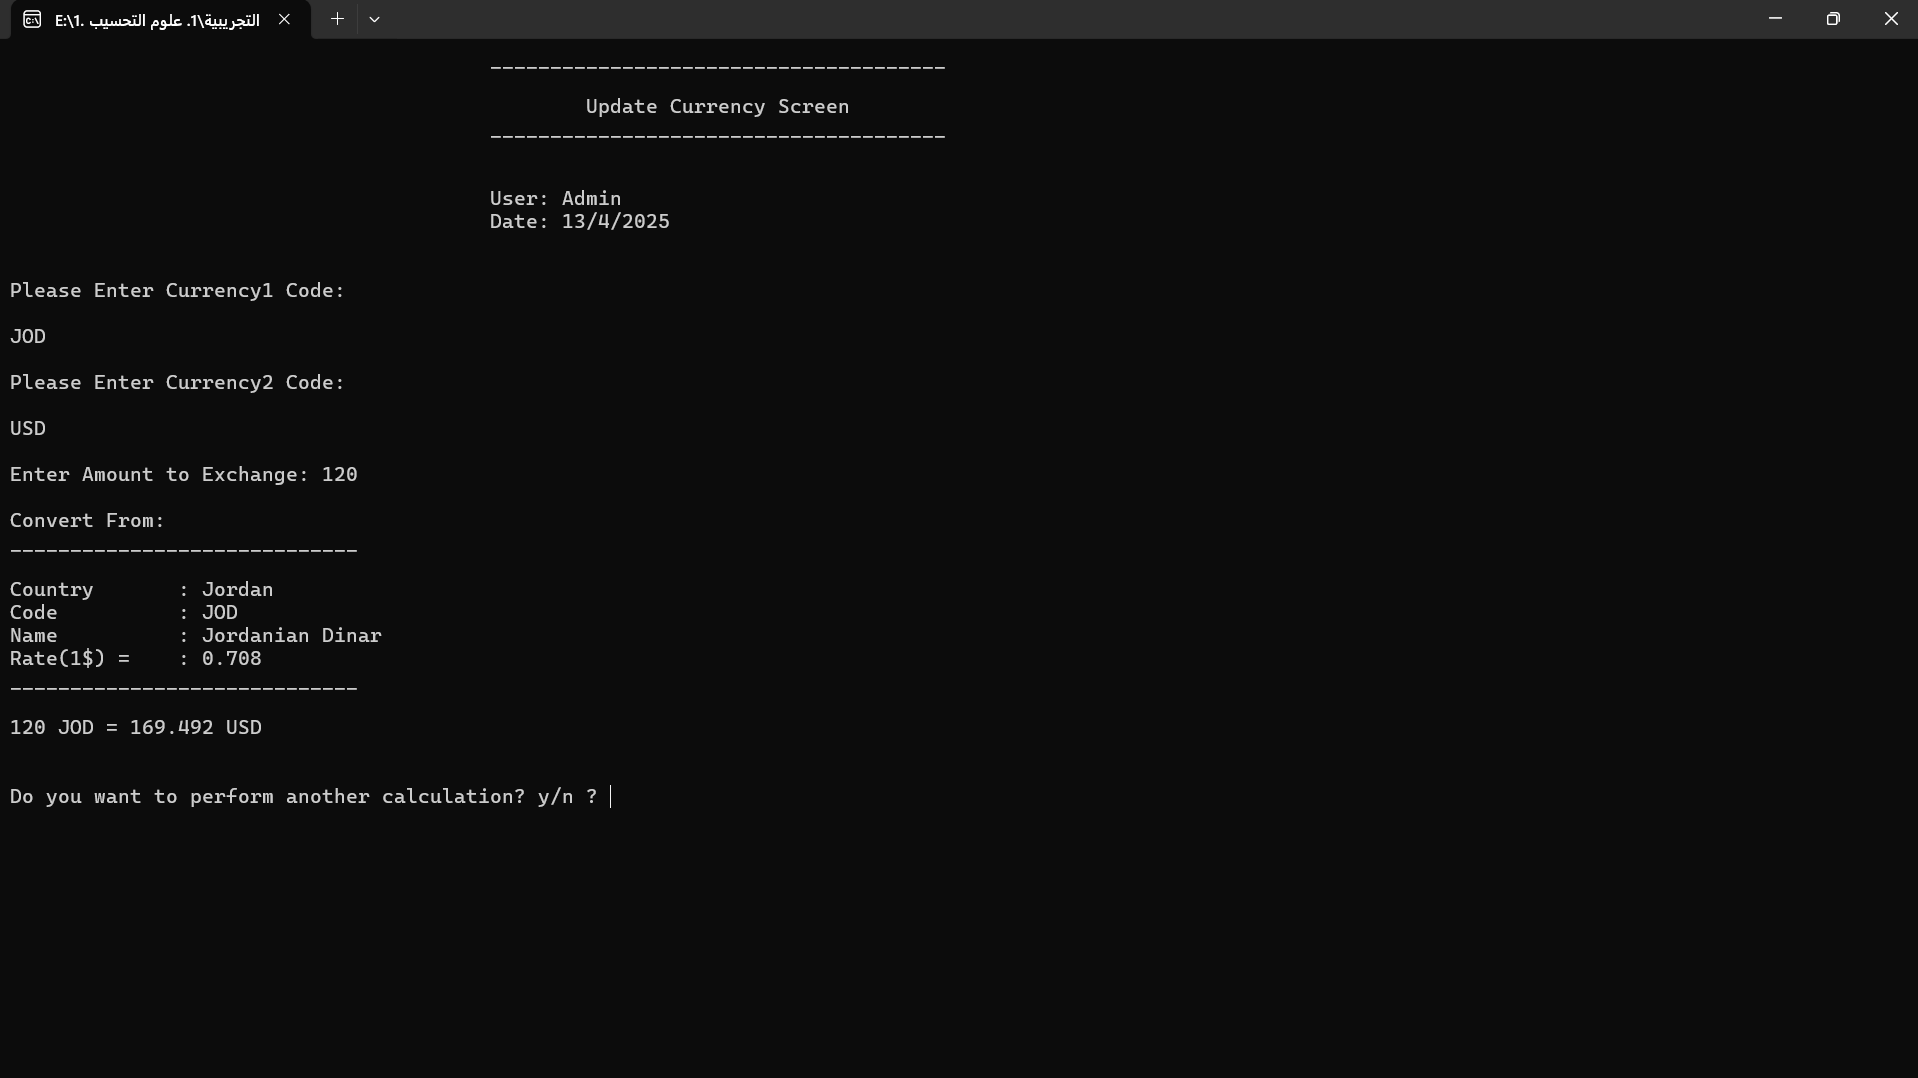 E:\1. علوم التحسيب .1\التجريبية
--------------------------------------
Update Currency Screen
--------------------------------------
User: Admin
Date: 13/4/2025
Please Enter Currency1 Code:
JOD
Please Enter Currency2 Code:
USD
Enter Amount to Exchange: 120
Convert From:
-----------------------------
Country       : Jordan
Code          : JOD
Name          : Jordanian Dinar
Rate(1$) =    : 0.708
-----------------------------
120 JOD = 169.492 USD
Do you want to perform another calculation? y/n ?